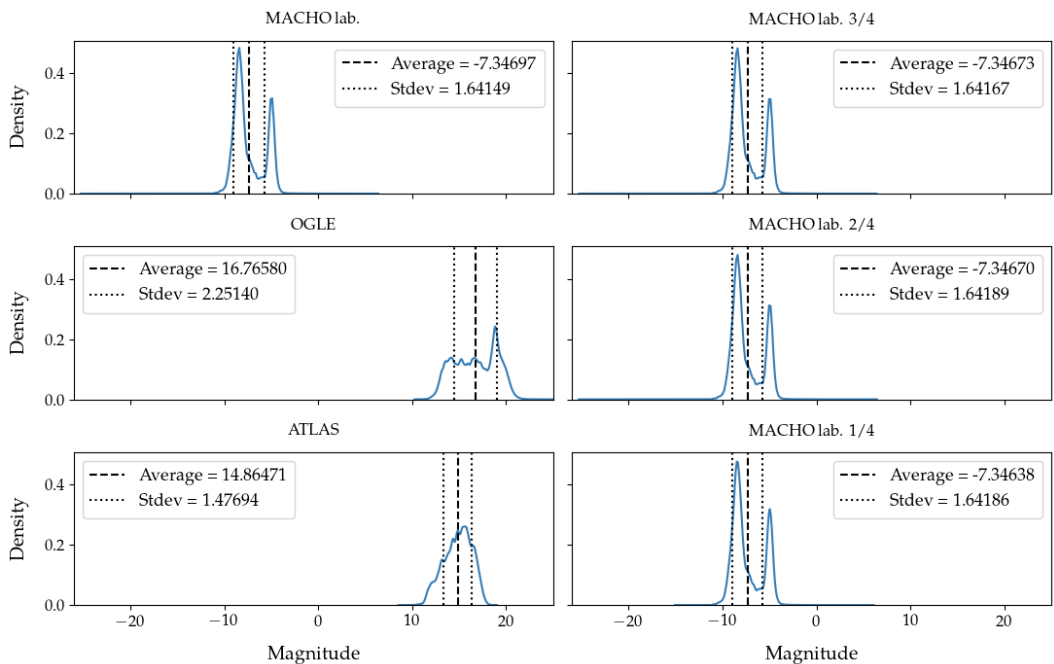 MACHO lab.
Density
0.4
0.2
0.0
Average = -7.34697
Stdev = 1.64149
MACHO lab. 3/4
Average = -7.34673
Stdev = 1.64167
OGLE
Density
0.4
0.2
0.0
Average = 16.76580
Stdev = 2.25140
MACHO lab. 2/4
Average = -7.34670
Stdev = 1.64189
ATLAS
Density
0.4
0.2
0.0
Average = 14.86471
Stdev = 1.47694
−20 −10 0 10 20
Magnitude
MACHO lab. 1/4
Average = -7.34638
Stdev = 1.64186
−20 −10 0 10 20
Magnitude